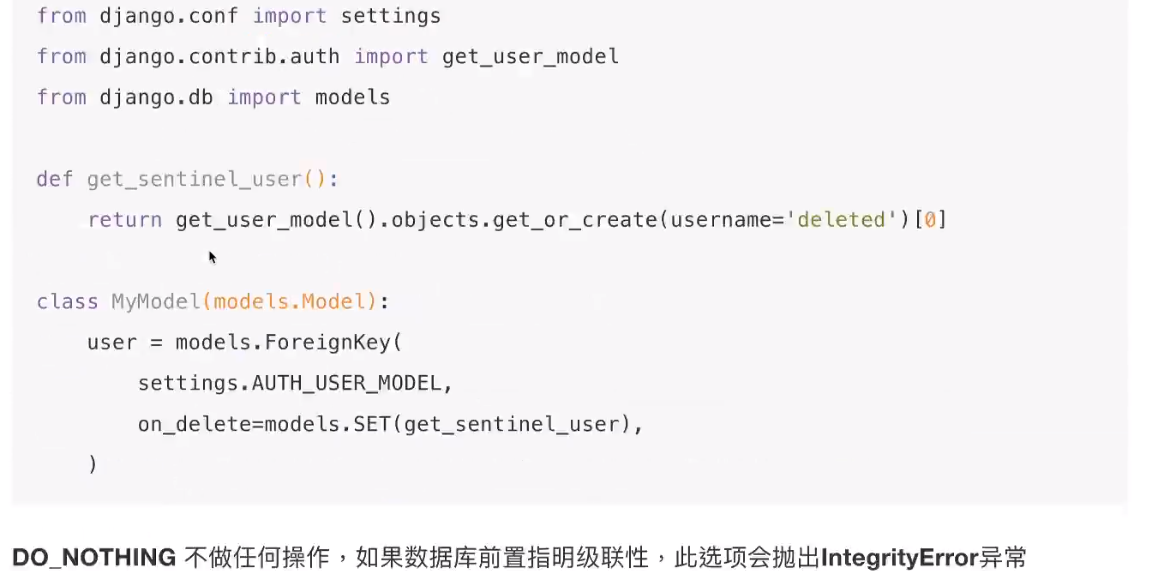 from django.conf import settings
from django.contrib.auth import get_user_model
from django.db import models
def get_sentinel_user():
    return get_user_model().objects.get_or_create(username='deleted')[0]
class MyModel(models.Model):
    user = models.ForeignKey(
        settings.AUTH_USER_MODEL,
        on_delete=models.SET(get_sentinel_user),
    )
DO_NOTHING 不做任何操作，如果数据库前置指明级联性，此选项会抛出IntegrityError异常